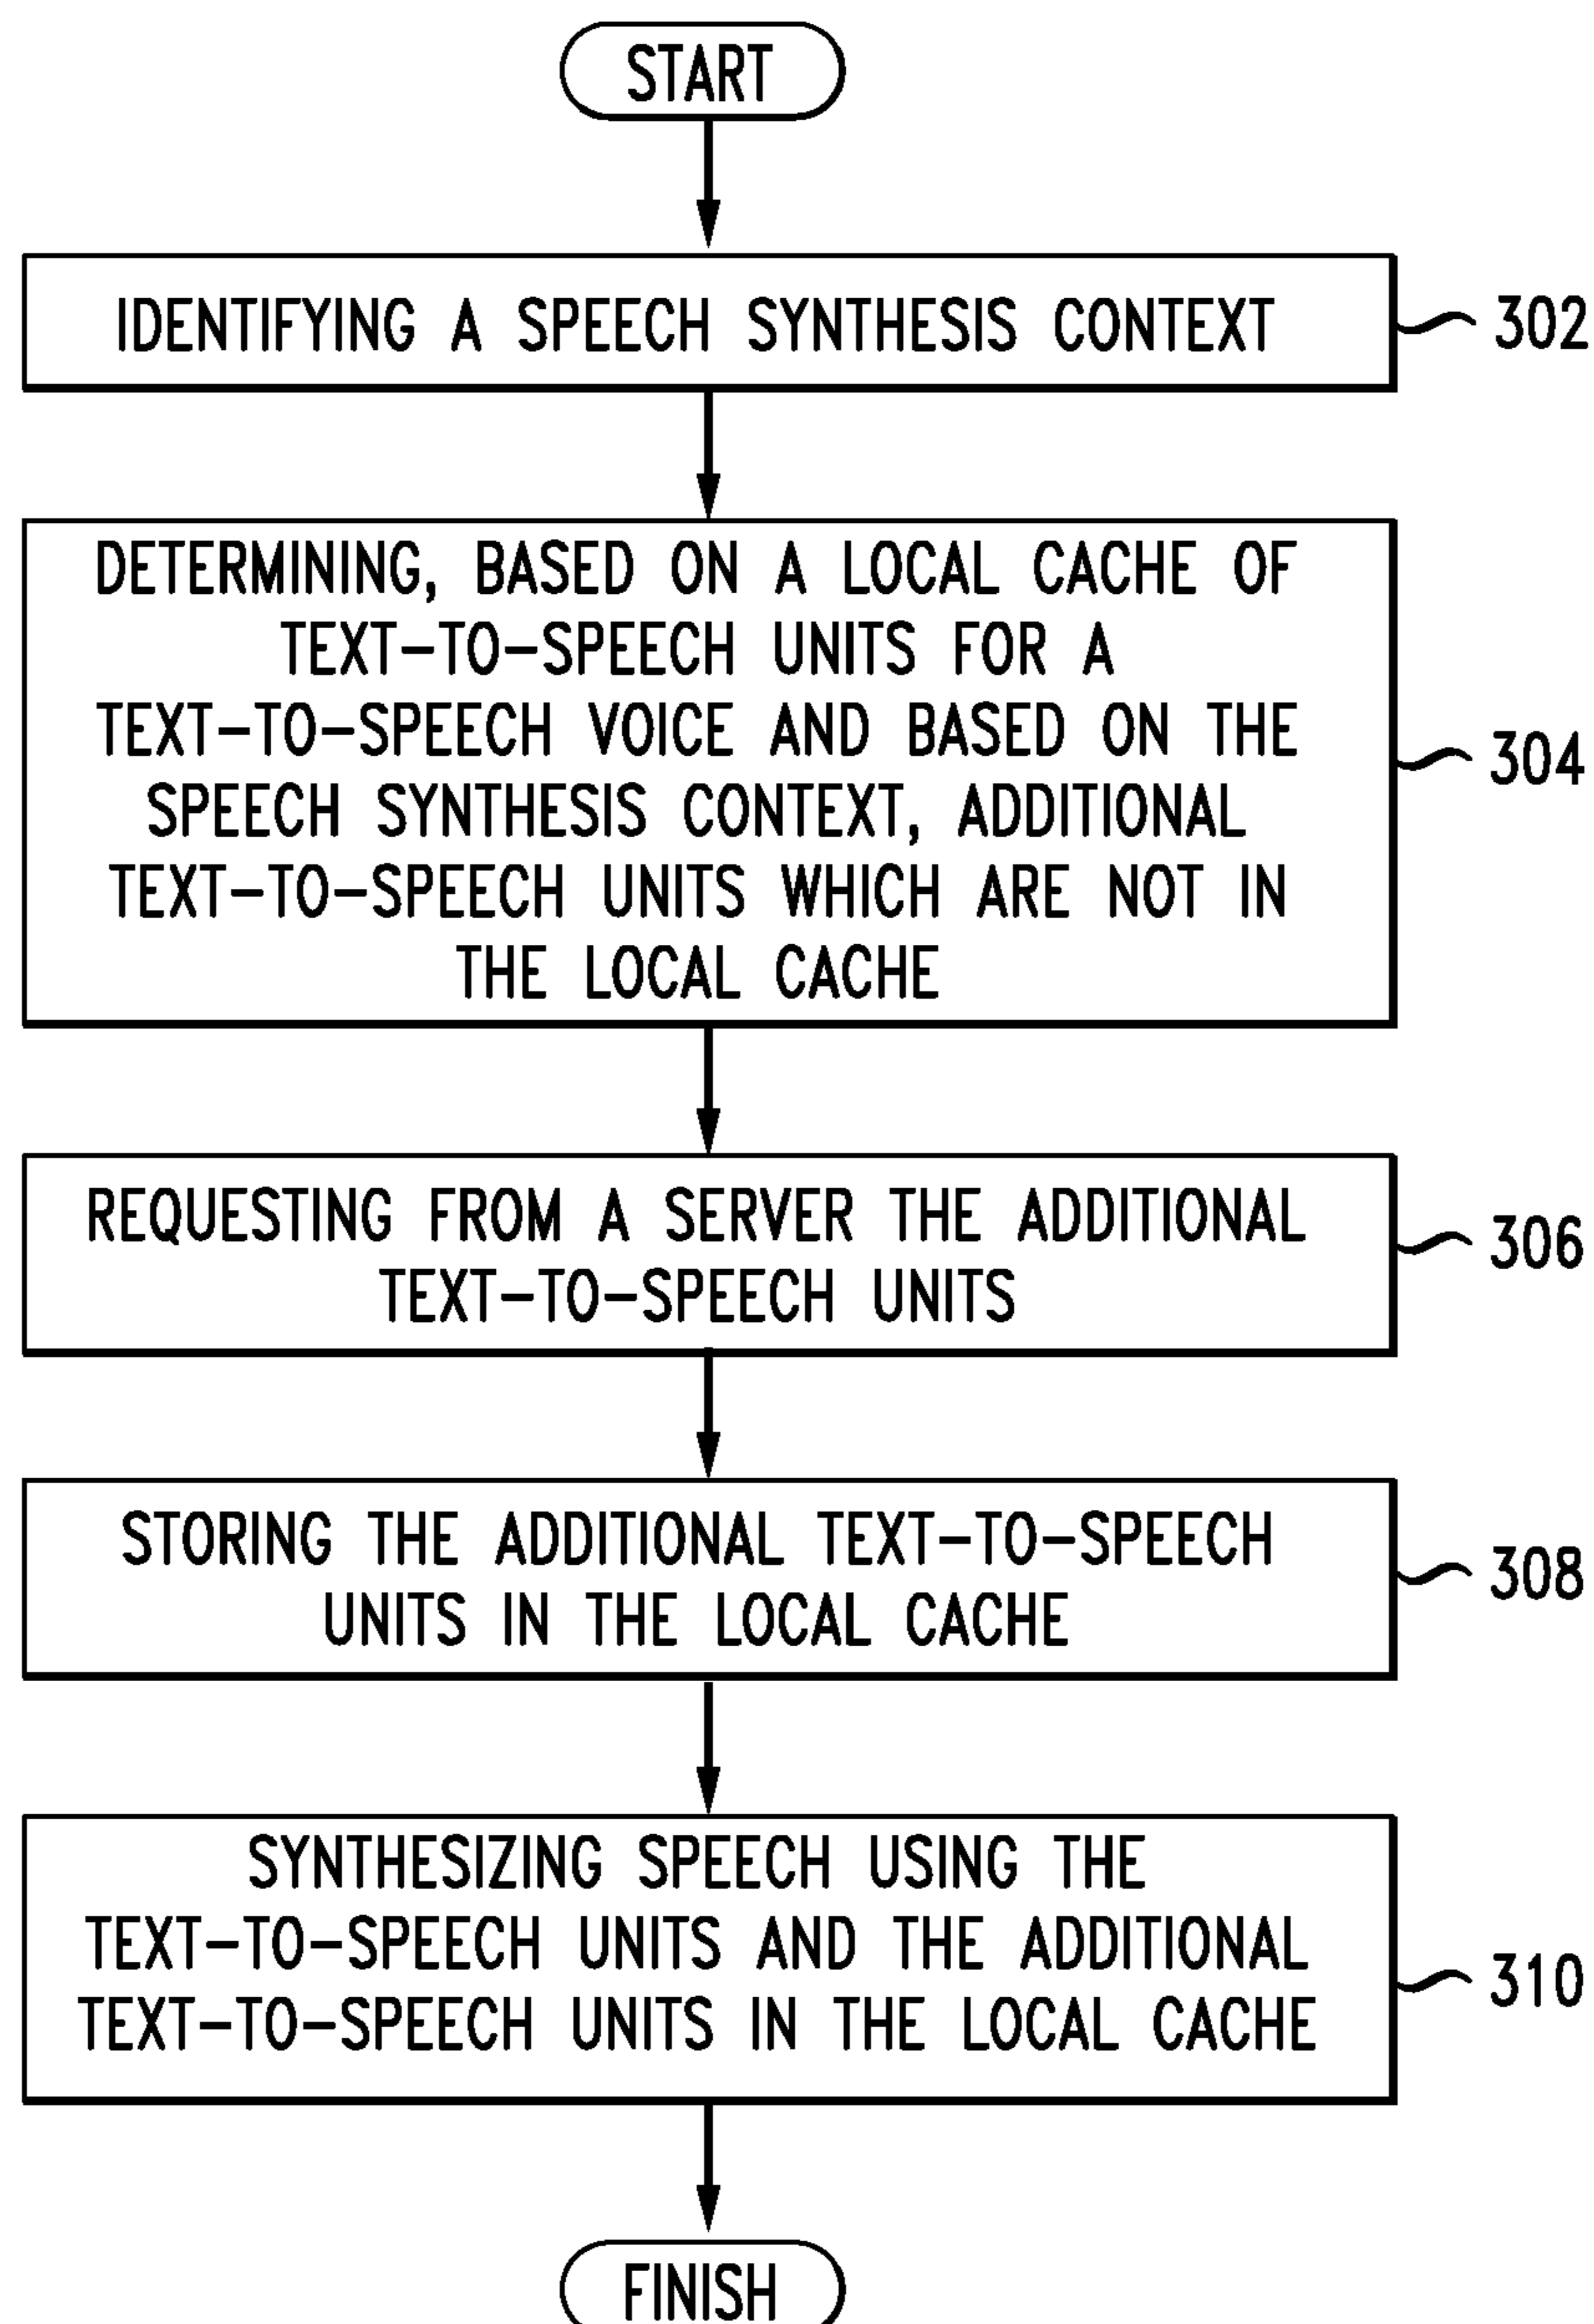 START
IDENTIFYING A SPEECH SYNTHESIS CONTEXT
302
DETERMINING, BASED ON A LOCAL CACHE OF
TEXT-TO-SPEECH UNITS FOR A
TEXT-TO-SPEECH VOICE AND BASED ON THE
SPEECH SYNTHESIS CONTEXT, ADDITIONAL
TEXT-TO-SPEECH UNITS WHICH ARE NOT IN
THE LOCAL CACHE
304
REQUESTING FROM A SERVER THE ADDITIONAL
TEXT-TO-SPEECH UNITS
306
STORING THE ADDITIONAL TEXT-TO-SPEECH
UNITS IN THE LOCAL CACHE
308
SYNTHESIZING SPEECH USING THE
TEXT-TO-SPEECH UNITS AND THE ADDITIONAL
TEXT-TO-SPEECH UNITS IN THE LOCAL CACHE
310
FINISH